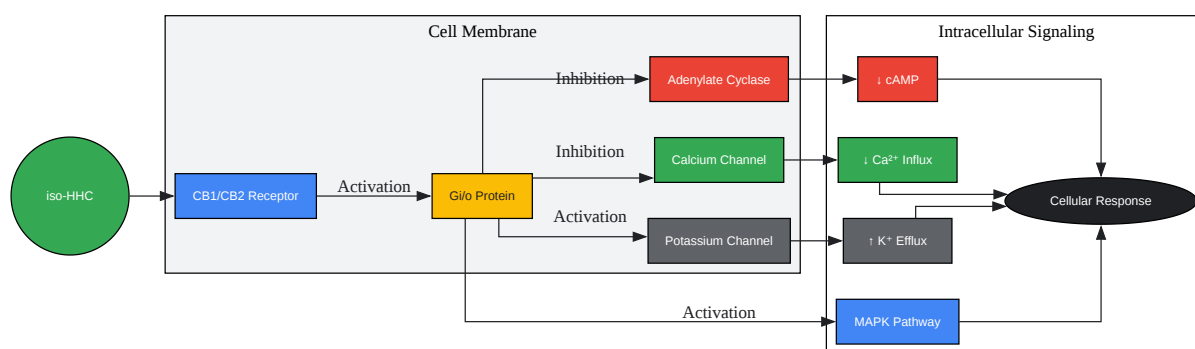 Cell Membrane
Intracellular Signaling
Inhibition
Adenylate Cyclase
↓ cAMP
Inhibition
Calcium Channel
↓ Ca²⁺ Influx
iso-HHC
CB1/CB2 Receptor
Activation
Gi/o Protein
Cellular Response
Activation
Potassium Channel
↑ K⁺ Efflux
Activation
MAPK Pathway